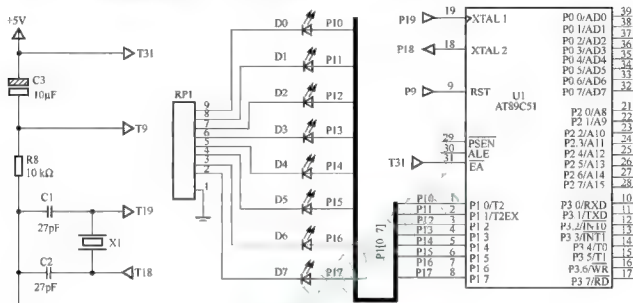 +5V
T31
C3
10μF
T9
R8
10 kΩ
C1
27pF
T19
X1
C2
27pF
T18
RP1
9
8
7
6
5
4
3
2
1
D0
D1
D2
D3
D4
D5
D6
D7
P10
P11
P12
P13
P14
P15
P16
P17
P1[0 7]
P19 19 XTAL 1
P18 18 XTAL 2
P9 9 RST
U1
AT89C51
29 PSEN
30 ALE
T31 31 EA
P10 1 P1 0/T2
P11 2 P1 1/T2EX
P12 3 P1 2
P13 4 P1 3
P14 5 P1 4
P15 6 P1 5
P16 7 P1 6
P17 8 P1 7
P0 0/AD0 39
P0 1/AD1 38
P0 2/AD2 37
P0 3/AD3 36
P0 4/AD4 35
P0 5/AD5 34
P0 6/AD6 33
P0 7/AD7 32
P2 0/A8 21
P2 1/A9 22
P2 2/A10 23
P2 3/A11 24
P2 4/A12 25
P2 5/A13 26
P2 6/A14 27
P2 7/A15 28
P3 0/RXD 10
P3 1/TXD 11
P3.2/INT0 12
P3 3/INT1 13
P3 4/T0 14
P3 5/T1 15
P3.6/WR 16
P3 7/RD 17